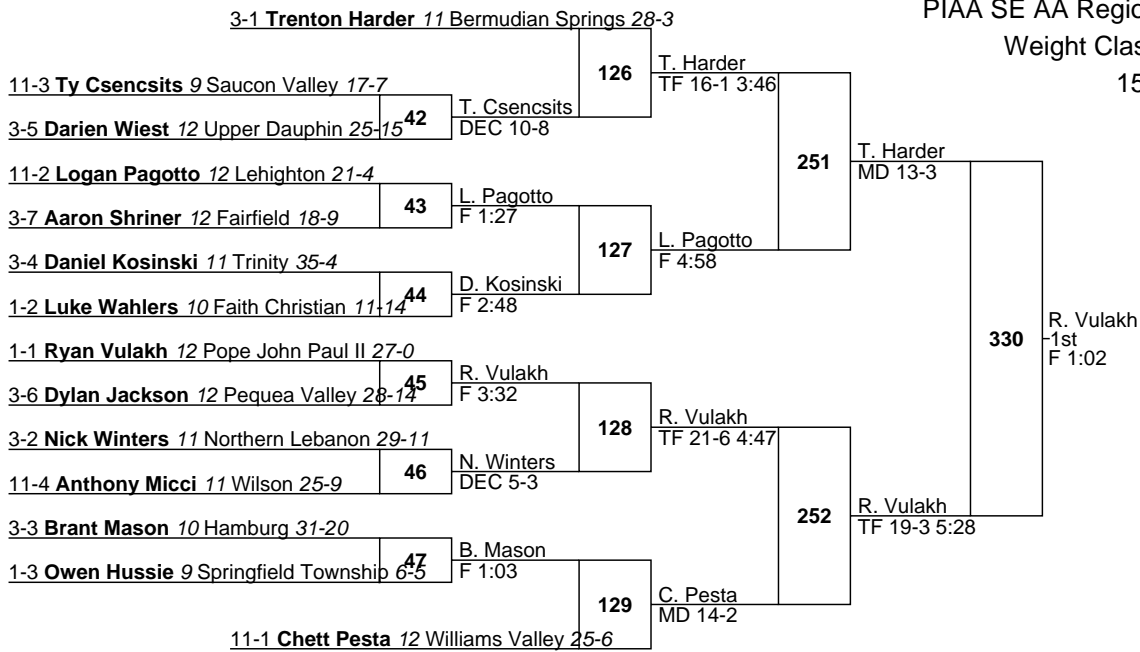 3-1 Trenton Harder 11 Bermudian Springs 28-3
PIAA SE AA Regio
Weight Clas
15
126
T. Harder
TF 16-1 3:46
11-3 Ty Csencsits 9 Saucon Valley 17-7
42
T. Csencsits
DEC 10-8
3-5 Darien Wiest 12 Upper Dauphin 25-15
251
T. Harder
MD 13-3
11-2 Logan Pagotto 12 Lehighton 21-4
43
L. Pagotto
F 1:27
3-7 Aaron Shriner 12 Fairfield 18-9
127
L. Pagotto
F 4:58
3-4 Daniel Kosinski 11 Trinity 35-4
44
D. Kosinski
F 2:48
1-2 Luke Wahlers 10 Faith Christian 11-14
330
R. Vulakh
1st
F 1:02
1-1 Ryan Vulakh 12 Pope John Paul II 27-0
45
R. Vulakh
F 3:32
3-6 Dylan Jackson 12 Pequea Valley 28-14
128
R. Vulakh
TF 21-6 4:47
3-2 Nick Winters 11 Northern Lebanon 29-11
46
N. Winters
DEC 5-3
11-4 Anthony Micci 11 Wilson 25-9
252
R. Vulakh
TF 19-3 5:28
3-3 Brant Mason 10 Hamburg 31-20
47
B. Mason
F 1:03
1-3 Owen Hussie 9 Springfield Township 6-5
129
C. Pesta
MD 14-2
11-1 Chett Pesta 12 Williams Valley 25-6